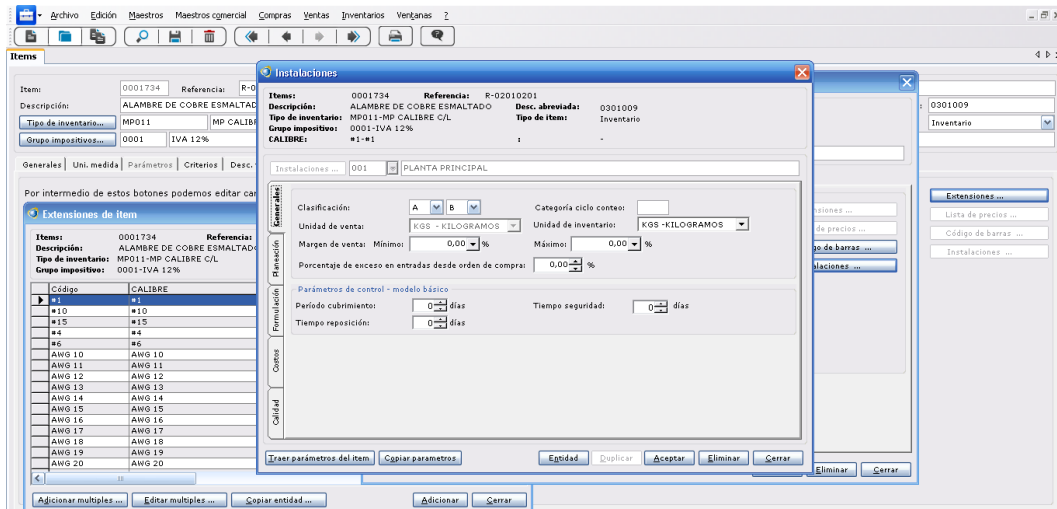 Archivo Edición Maestros Maestros comercial Compras Ventas Inventarios Ventanas ?
Items
Item: 0001734 Referencia: R-0
Descripción: ALAMBRE DE COBRE ESMALTAD
Tipo de inventario... MP011 MP CALIBR
Grupo impositivos... 0001 IVA 12%
: 0301009
Inventario
Generales Uni. medida Parámetros Criterios Desc.
Por intermedio de estos botones podemos editar car
Extensiones ...
Lista de precios ...
Código de barras ...
Instalaciones ...
nsiones ...
de precios ...
go de barras ...
alaciones ...
Eliminar Cerrar
Extensiones de item
Items: 0001734 Referencia:
Descripción: ALAMBRE DE COBRE ESMALTAD
Tipo de inventario: MP011-MP CALIBRE C/L
Grupo impositivo: 0001-IVA 12%
Código CALIBRE
#1 #1
#10 #10
#15 #15
#4 #4
#6 #6
AWG 10 AWG 10
AWG 11 AWG 11
AWG 12 AWG 12
AWG 13 AWG 13
AWG 14 AWG 14
AWG 15 AWG 15
AWG 16 AWG 16
AWG 17 AWG 17
AWG 18 AWG 18
AWG 19 AWG 19
AWG 20 AWG 20
Adicionar multiples ... Editar multiples ... Copiar entidad ... Adicionar Cerrar
Instalaciones
Items: 0001734 Referencia: R-02010201
Descripción: ALAMBRE DE COBRE ESMALTADO Desc. abreviada: 0301009
Tipo de inventario: MP011-MP CALIBRE C/L Tipo de item: Inventario
Grupo impositivo: 0001-IVA 12%
CALIBRE: #1-#1 : -
Instalaciones ... 001 PLANTA PRINCIPAL
Generales
Planeación
Formulación
Costos
Calidad
Clasificación: A B Categoría ciclo conteo:
Unidad de venta: KGS -KILOGRAMOS Unidad de inventario: KGS -KILOGRAMOS
Margen de venta: Mínimo: 0,00 % Máximo: 0,00 %
Porcentaje de exceso en entradas desde orden de compra: 0,00 %
Parámetros de control - modelo básico
Período cubrimiento: 0 días Tiempo seguridad: 0 días
Tiempo reposición: 0 días
Traer parámetros del item Copiar parametros Entidad Duplicar Aceptar Eliminar Cerrar